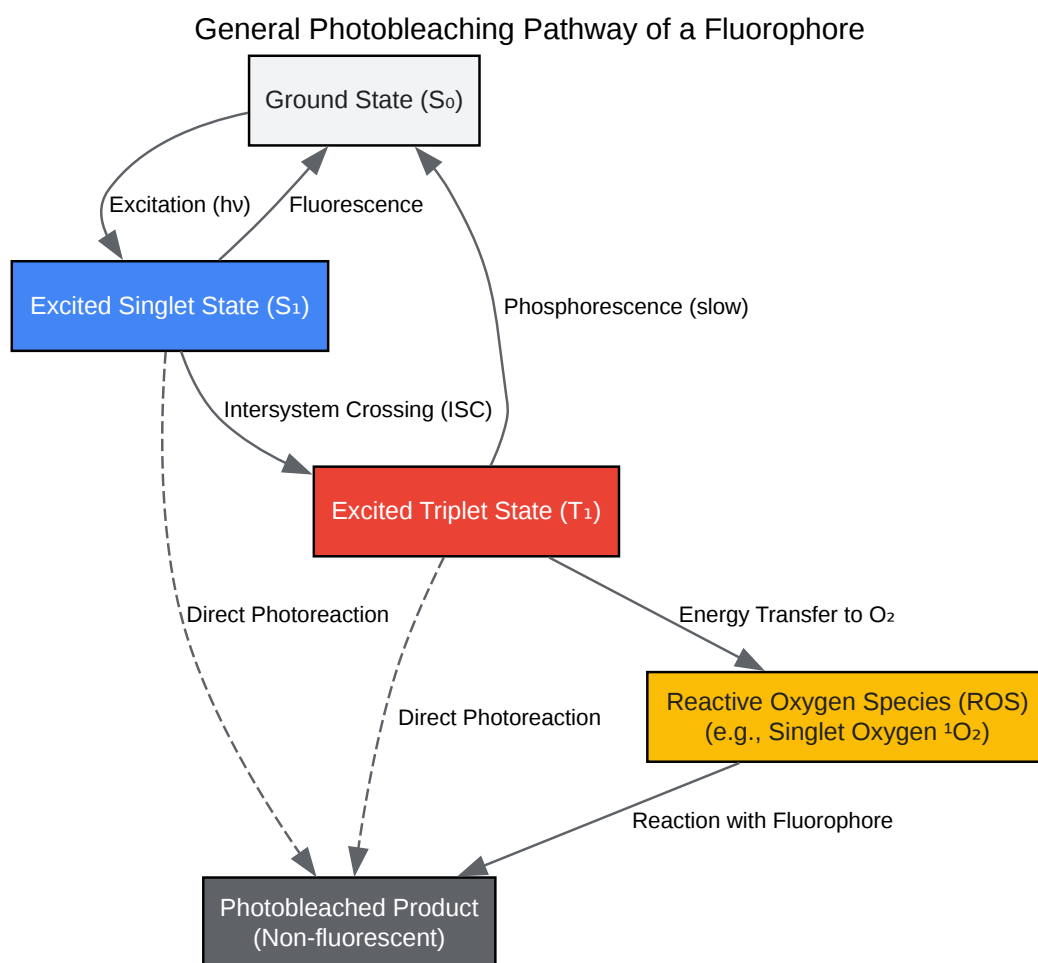 General Photobleaching Pathway of a Fluorophore
Ground State (S₀)
Excitation (hν)
Fluorescence
Excited Singlet State (S₁)
Phosphorescence (slow)
Intersystem Crossing (ISC)
Excited Triplet State (T₁)
Direct Photoreaction
Energy Transfer to O₂
Reactive Oxygen Species (ROS)
(e.g., Singlet Oxygen ¹O₂)
Direct Photoreaction
Reaction with Fluorophore
Photobleached Product
(Non-fluorescent)